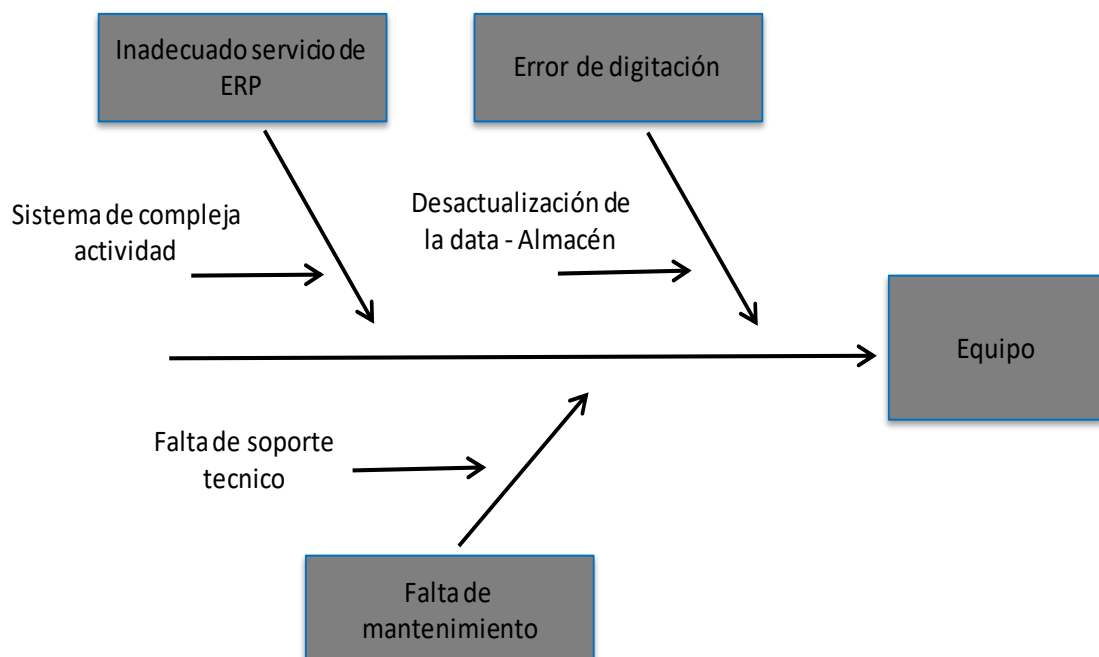 Inadecuado servicio de
ERP
Error de digitación
Sistema de compleja
actividad
Desactualización de
la data - Almacén
Equipo
Falta de soporte
tecnico
Falta de
mantenimiento